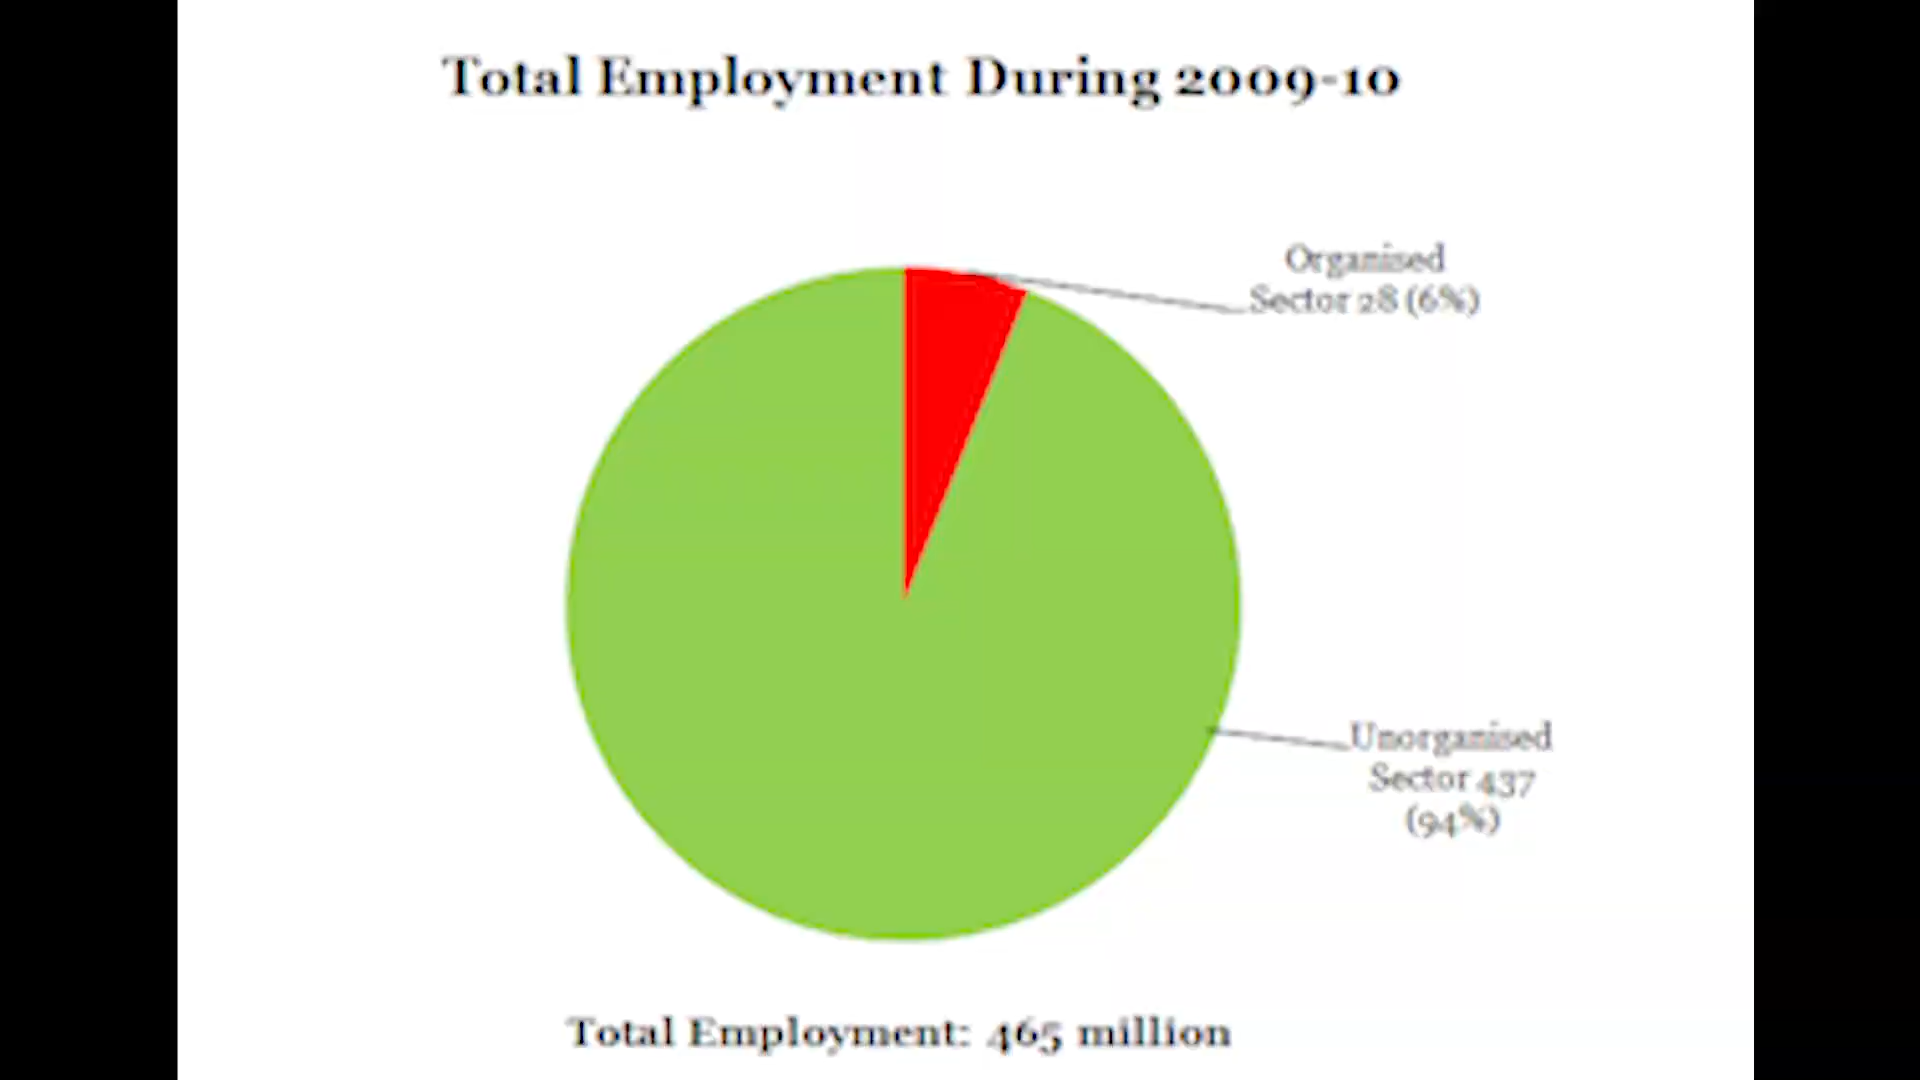 Total Employment During 2009-10
Organised
Sector 28 (6%)
Unorganised
Sector 437
(94%)
Total Employment: 465 million